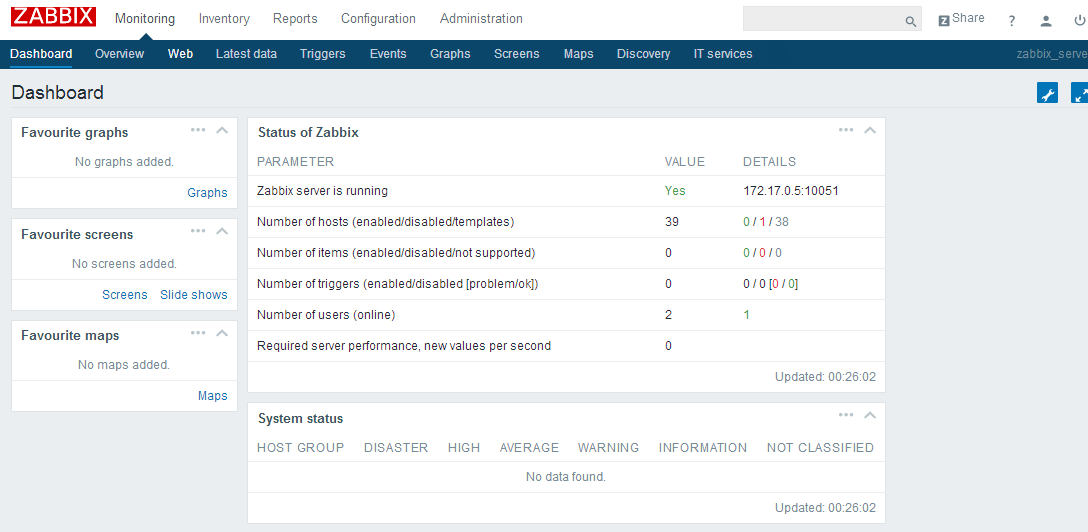 ZABBIX Monitoring Inventory Reports Configuration Administration Share ?
Dashboard Overview Web Latest data Triggers Events Graphs Screens Maps Discovery IT services zabbix_serve
Dashboard
Favourite graphs
No graphs added.
Graphs
Favourite screens
No screens added.
Screens Slide shows
Favourite maps
No maps added.
Maps
Status of Zabbix
PARAMETER VALUE DETAILS
Zabbix server is running Yes 172.17.0.5:10051
Number of hosts (enabled/disabled/templates) 39 0 / 1 / 38
Number of items (enabled/disabled/not supported) 0 0 / 0 / 0
Number of triggers (enabled/disabled [problem/ok]) 0 0 / 0 [0 / 0]
Number of users (online) 2 1
Required server performance, new values per second 0
Updated: 00:26:02
System status
HOST GROUP DISASTER HIGH AVERAGE WARNING INFORMATION NOT CLASSIFIED
No data found.
Updated: 00:26:02